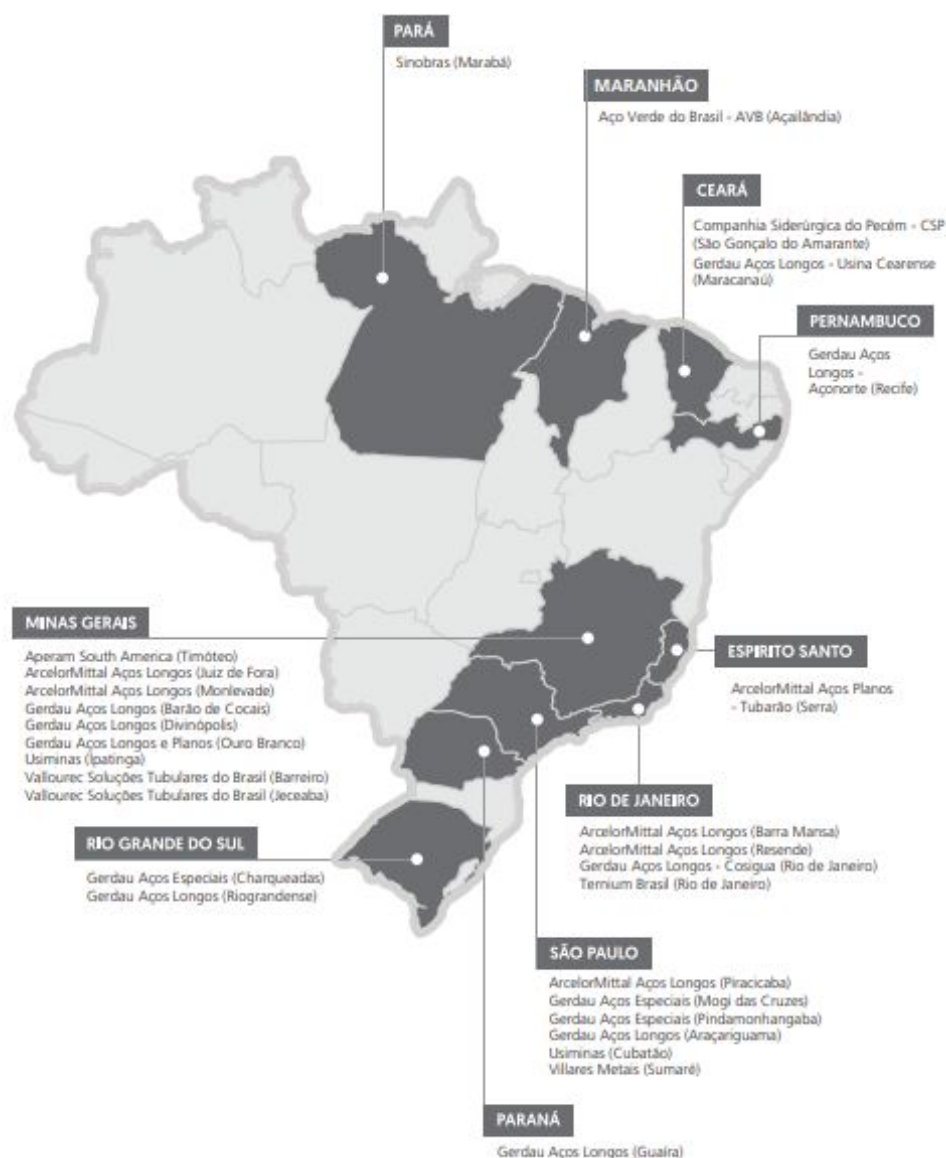 PARÁ
Sinobras (Marabá)
MARANHÃO
Aço Verde do Brasil - AVB (Açailândia)
CEARÁ
Companhia Siderúrgica do Pecém - CSP
(São Gonçalo do Amarante)
Gerdau Aços Longos - Usina Cearense
(Maracanaú)
PERNAMBUCO
Gerdau Aços
Longos -
Açonorte (Recife)
MINAS GERAIS
Aperam South America (Timóteo)
ArcelorMittal Aços Longos (Juiz de Fora)
ArcelorMittal Aços Longos (Monlevade)
Gerdau Aços Longos (Barão de Cocais)
Gerdau Aços Longos (Divinópolis)
Gerdau Aços Longos e Planos (Ouro Branco)
Usiminas (Ipatinga)
Vallourec Soluções Tubulares do Brasil (Barreiro)
Vallourec Soluções Tubulares do Brasil (Jeceaba)
ESPIRITO SANTO
ArcelorMittal Aços Planos
- Tubarão (Serra)
RIO DE JANEIRO
ArcelorMittal Aços Longos (Barra Mansa)
ArcelorMittal Aços Longos (Resende)
Gerdau Aços Longos - Cosigua (Rio de Janeiro)
Ternium Brasil (Rio de Janeiro)
RIO GRANDE DO SUL
Gerdau Aços Especiais (Charqueadas)
Gerdau Aços Longos (Riograndense)
SÃO PAULO
ArcelorMittal Aços Longos (Piracicaba)
Gerdau Aços Especiais (Mogi das Cruzes)
Gerdau Aços Especiais (Pindamonhangaba)
Gerdau Aços Longos (Araçariguama)
Usiminas (Cubatão)
Villares Metais (Sumaré)
PARANÁ
Gerdau Aços Longos (Guaíra)